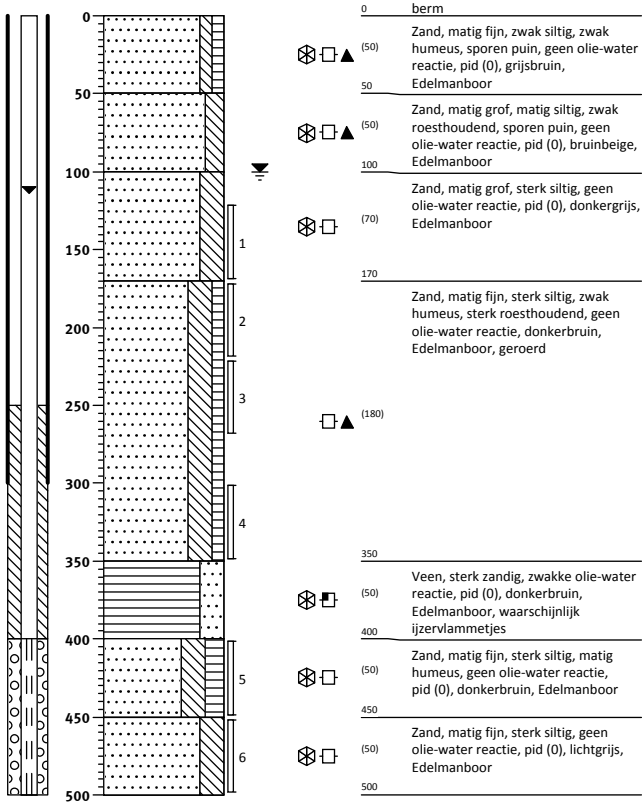 0
50
100
150
200
250
300
350
400
450
500
1
2
3
4
5
6
0 berm
(50)
Zand, matig fijn, zwak siltig, zwak
humeus, sporen puin, geen olie-water
reactie, pid (0), grijsbruin,
Edelmanboor
50
(50)
Zand, matig grof, matig siltig, zwak
roesthoudend, sporen puin, geen
olie-water reactie, pid (0), bruinbeige,
Edelmanboor
100
(70)
Zand, matig grof, sterk siltig, geen
olie-water reactie, pid (0), donkergrijs,
Edelmanboor
170
Zand, matig fijn, sterk siltig, zwak
humeus, sterk roesthoudend, geen
olie-water reactie, donkerbruin,
Edelmanboor, geroerd
(180)
350
(50)
Veen, sterk zandig, zwakke olie-water
reactie, pid (0), donkerbruin,
Edelmanboor, waarschijnlijk
ijzervlammetjes
400
(50)
Zand, matig fijn, sterk siltig, matig
humeus, geen olie-water reactie,
pid (0), donkerbruin, Edelmanboor
450
(50)
Zand, matig fijn, sterk siltig, geen
olie-water reactie, pid (0), lichtgrijs,
Edelmanboor
500